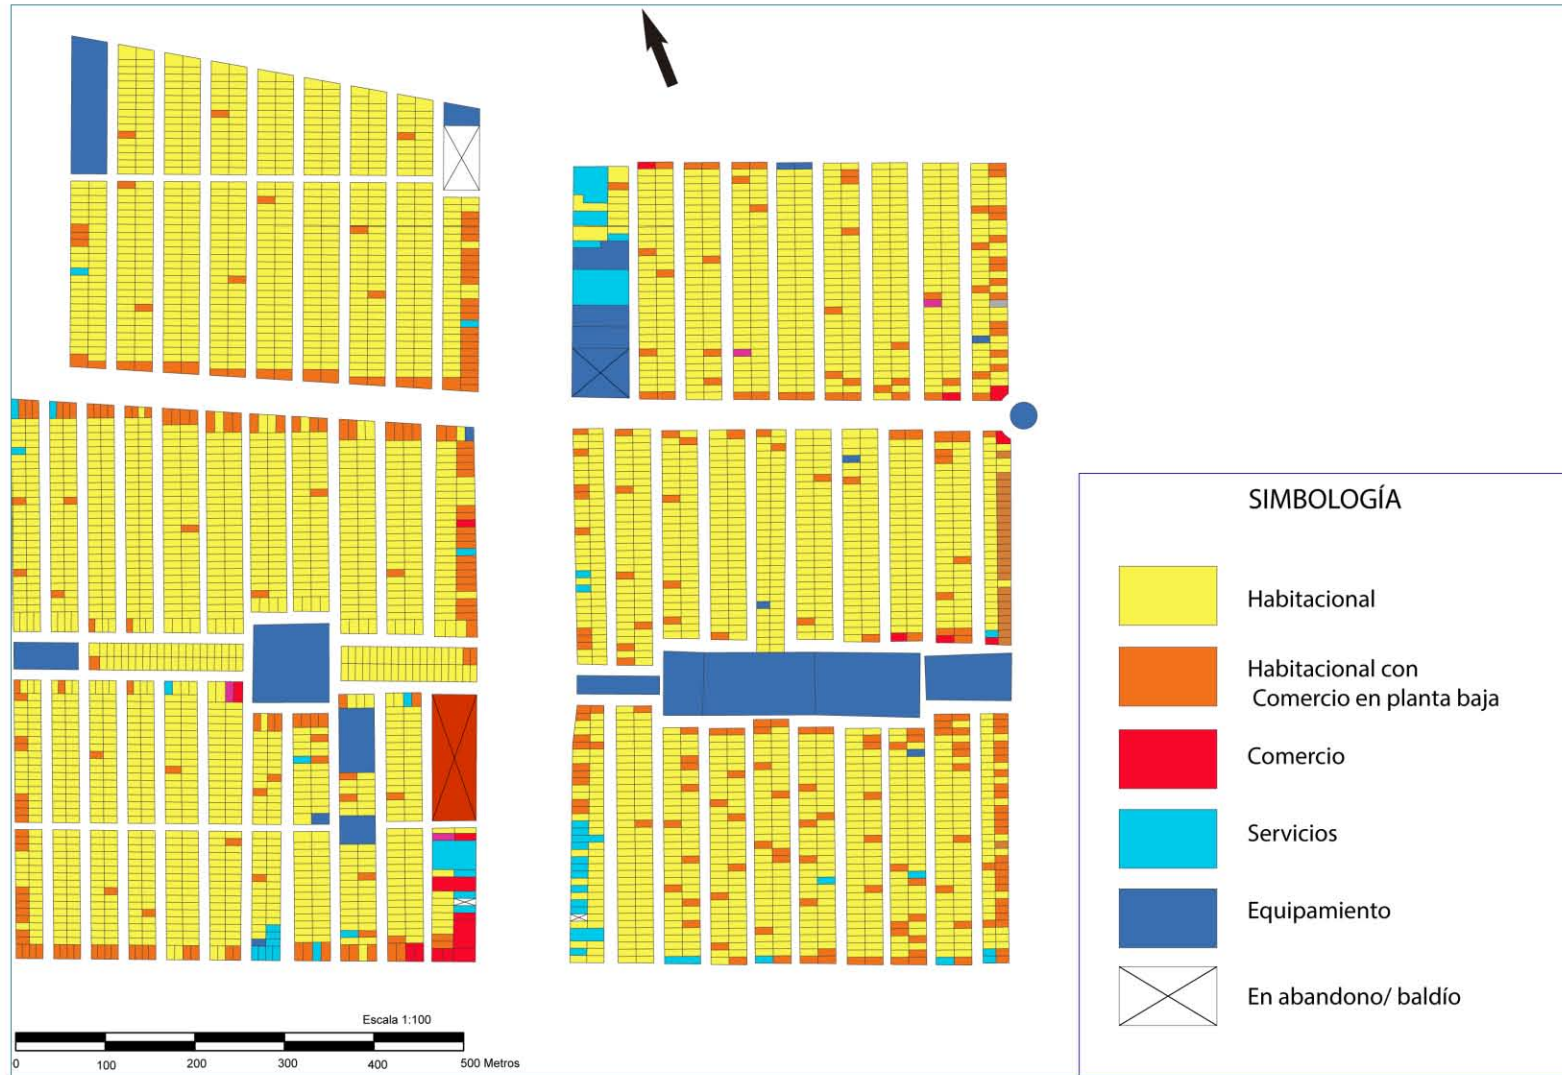 SIMBOLOGÍA
Habitacional
Habitacional con
Comercio en planta baja
Comercio
Servicios
Equipamiento
En abandono/ baldío
Escala 1:100
0 100 200 300 400 500 Metros